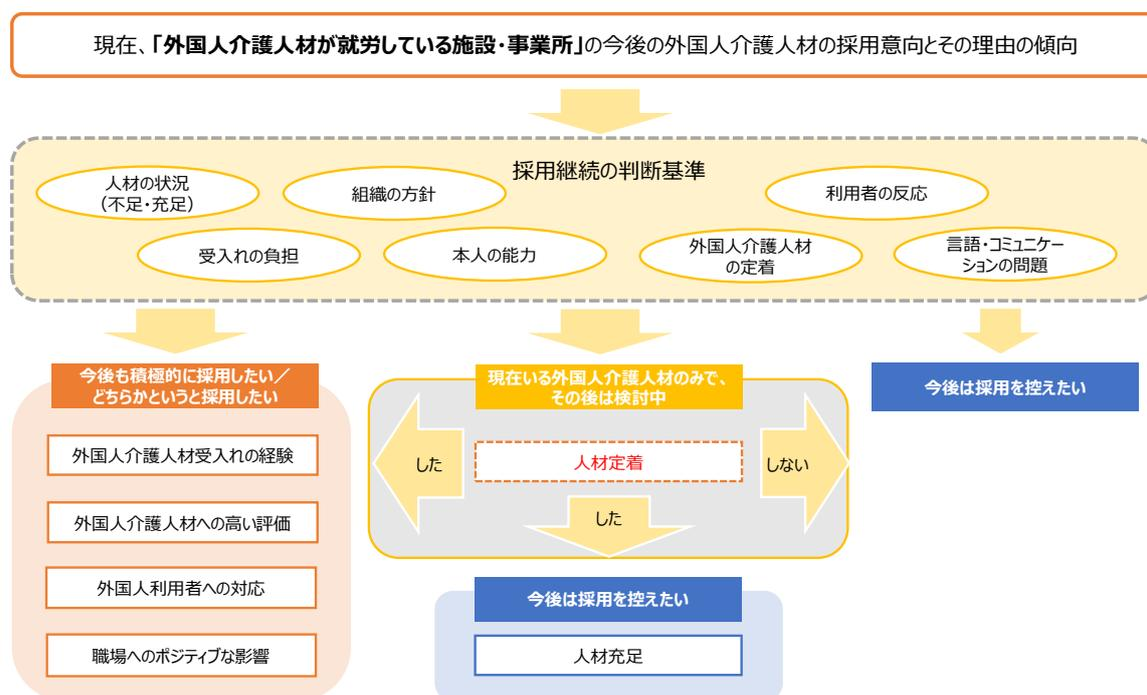 現在、「外国人介護人材が就労している施設・事業所」の今後の外国人介護人材の採用意向とその理由の傾向
採用継続の判断基準
人材の状況
（不足・充足）
組織の方針
利用者の反応
受入れの負担
本人の能力
外国人介護人材
の定着
言語・コミュニケー
ションの問題
今後も積極的に採用したい／
どちらかというと採用したい
外国人介護人材受入れの経験
外国人介護人材への高い評価
外国人利用者への対応
職場へのポジティブな影響
現在いる外国人介護人材のみで、
その後は検討中
した
人材定着
しない
した
今後は採用を控えたい
人材充足
今後は採用を控えたい